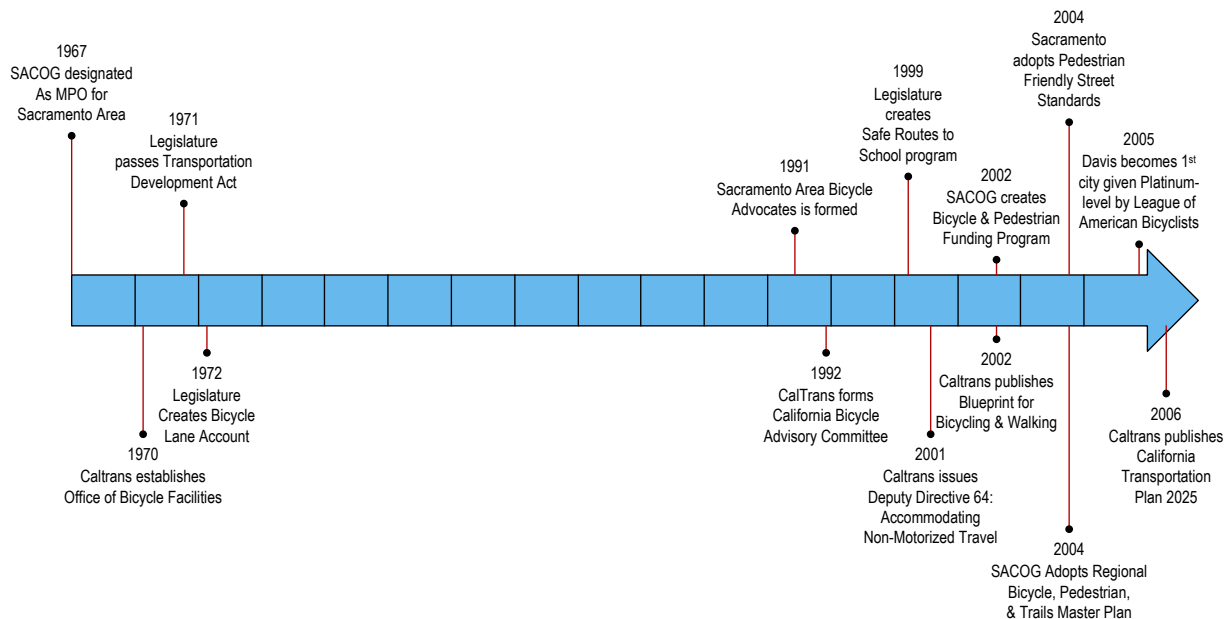 1967
SACOG designated
As MPO for
Sacramento Area
1971
Legislature
passes Transportation
Development Act
1991
Sacramento Area Bicycle
Advocates is formed
1999
Legislature
creates
Safe Routes to
School program
2002
SACOG creates
Bicycle & Pedestrian
Funding Program
2004
Sacramento
adopts Pedestrian
Friendly Street
Standards
2005
Davis becomes 1st
city given Platinum-
level by League of
American Bicyclists
1970
Caltrans establishes
Office of Bicycle Facilities
1972
Legislature
Creates Bicycle
Lane Account
1992
CalTrans forms
California Bicycle
Advisory Committee
2001
Caltrans issues
Deputy Directive 64:
Accommodating
Non-Motorized Travel
2002
Caltrans publishes
Blueprint for
Bicycling & Walking
2004
SACOG Adopts Regional
Bicycle, Pedestrian,
& Trails Master Plan
2006
Caltrans publishes
California
Transportation
Plan 2025